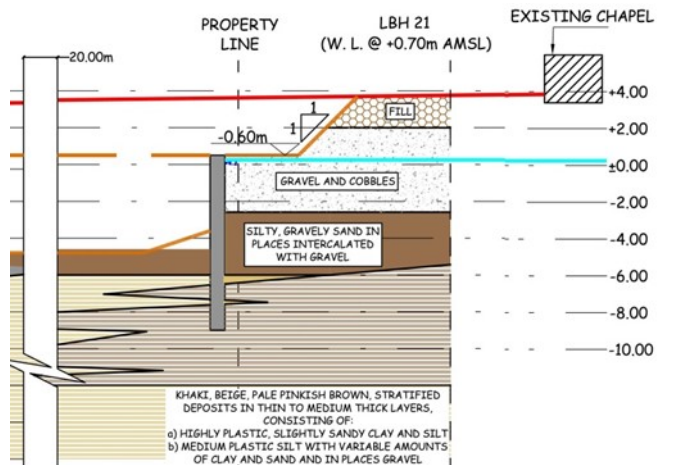 PROPERTY
LINE
LBH 21
(W. L. @ +0.70m AMSL)
EXISTING CHAPEL
20.00m
+4.00
FILL
1
1
-0.60m
+2.00
±0.00
GRAVEL AND COBBLES
-2.00
SILTY, GRAVELY SAND IN
PLACES INTERCALATED
WITH GRAVEL
-4.00
-6.00
-8.00
-10.00
KHAKI, BEIGE, PALE PINKISH BROWN, STRATIFIED
DEPOSITS IN THIN TO MEDIUM THICK LAYERS,
CONSISTING OF:
a) HIGHLY PLASTIC, SLIGHTLY SANDY CLAY AND SILT
b) MEDIUM PLASTIC SILT WITH VARIABLE AMOUNTS
OF CLAY AND SAND AND IN PLACES GRAVEL